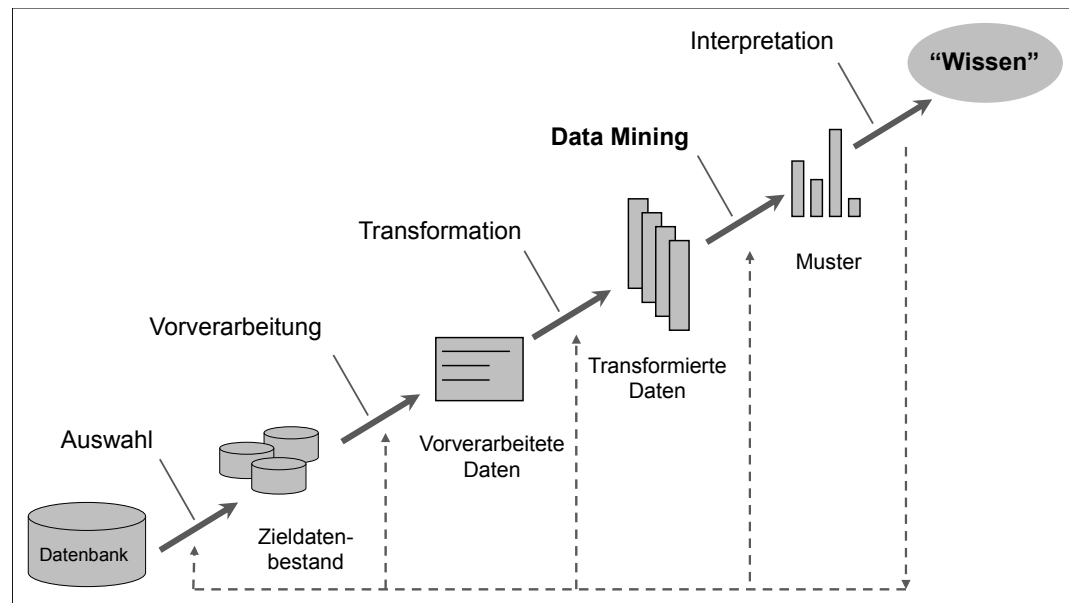 Interpretation
“Wissen”
Data Mining
Muster
Transformation
Transformierte
Daten
Vorverarbeitung
Vorverarbeitete
Daten
Auswahl
Zieldaten-
bestand
Datenbank